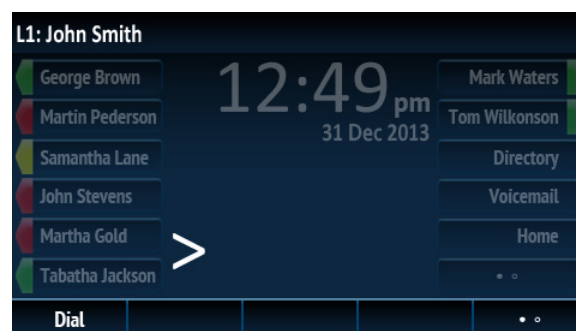 L1: John Smith
George Brown
Martin Pederson
Samantha Lane
John Stevens
Martha Gold
Tabatha Jackson
12:49 pm
31 Dec 2013
Mark Waters
Tom Wilkonson
Directory
Voicemail
Home
>
Dial